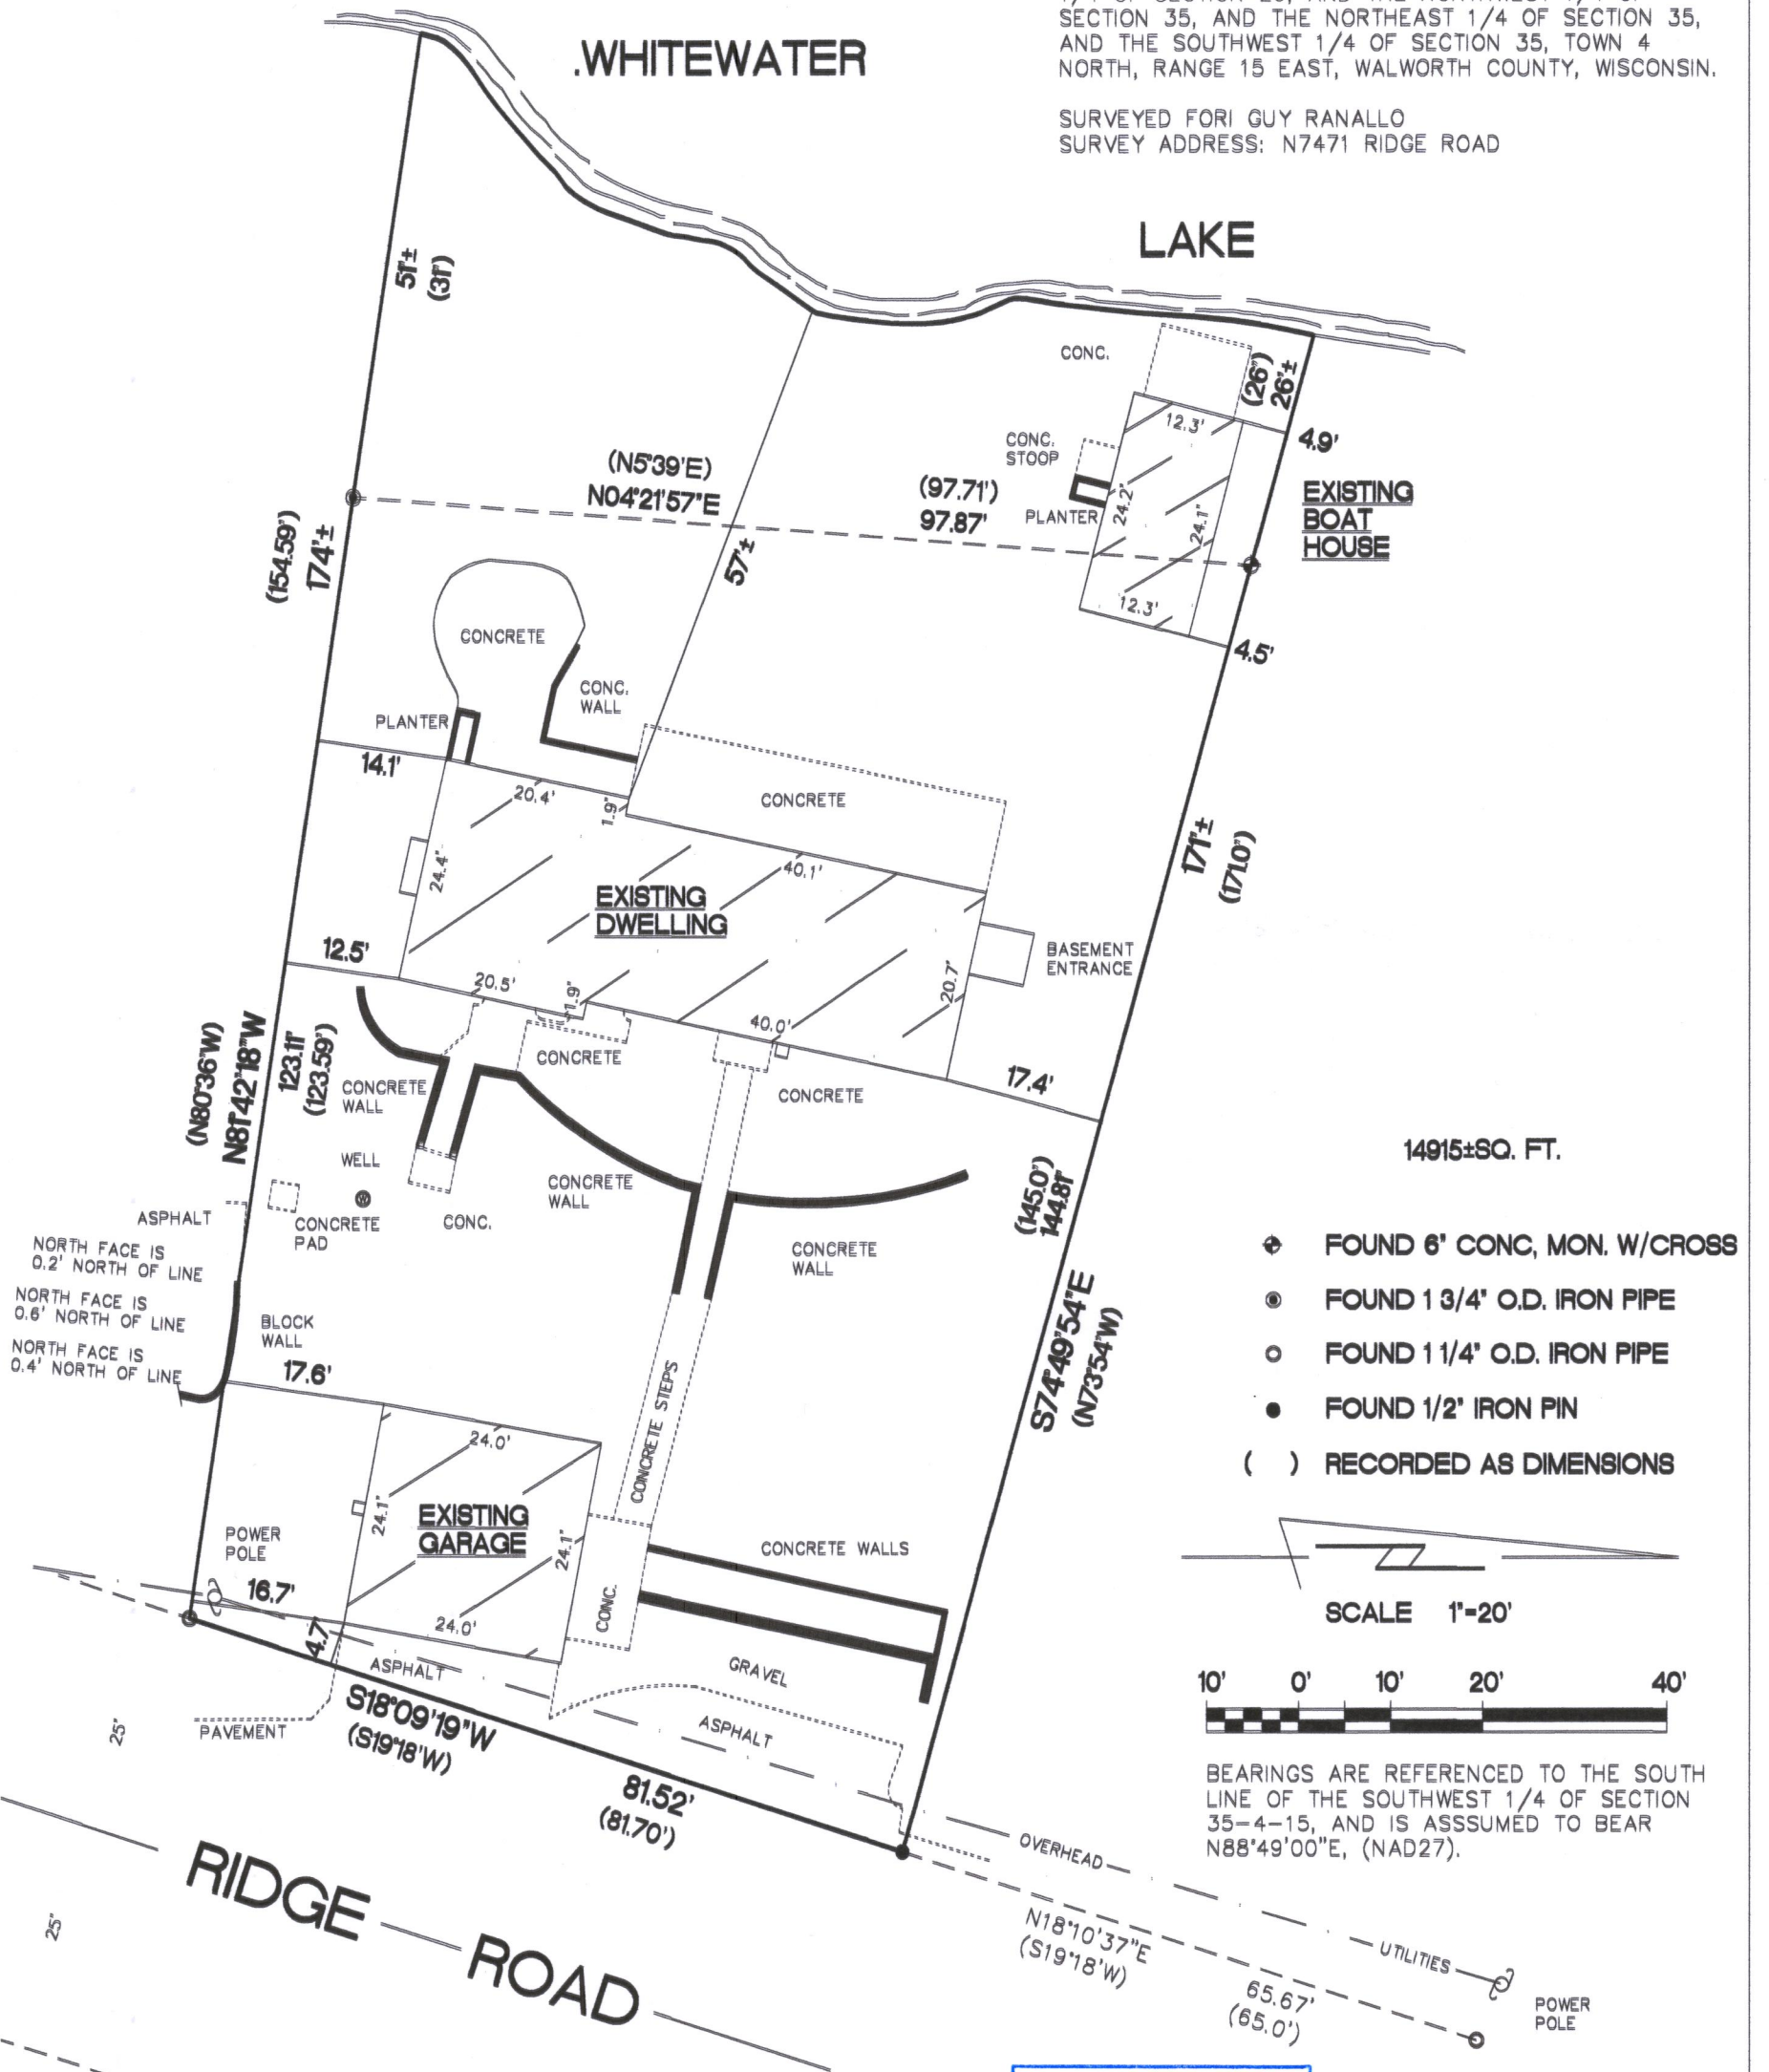 SECTION 35, AND THE NORTHEAST 1/4 OF SECTION 35,
AND THE SOUTHWEST 1/4 OF SECTION 35, TOWN 4
NORTH, RANGE 15 EAST, WALWORTH COUNTY, WISCONSIN.
SURVEYED FORI GUY RANALLO
SURVEY ADDRESS: N7471 RIDGE ROAD
.WHITEWATER
LAKE
51'±
(31')
CONC.
(26')
26'±
12.3'
4.9'
CONC.
STOOP
PLANTER
24.2'
24.1'
12.3'
4.5'
EXISTING
BOAT
HOUSE
(N5°39'E)
N04°21'57"E
(97.71')
97.87'
(154.59')
174'±
57'±
CONCRETE
CONC.
WALL
PLANTER
14.1'
20.4'
1.9'
CONCRETE
40.1'
24.4'
EXISTING
DWELLING
171'±
(171.0')
BASEMENT
ENTRANCE
12.5'
20.5'
1.9'
20.7'
40.0'
CONCRETE
CONCRETE
17.4'
(N80°36'W)
N81°42'18"W
123.11'
(123.59')
CONCRETE
WALL
WELL
CONCRETE
WALL
ASPHALT
CONCRETE
PAD
CONC.
CONCRETE
WALL
(145.0')
144.81'
NORTH FACE IS
0.2' NORTH OF LINE
NORTH FACE IS
0.6' NORTH OF LINE
NORTH FACE IS
0.4' NORTH OF LINE
BLOCK
WALL
17.6'
S74°49'54"E
(N73°54'W)
CONCRETE STEPS
24.0'
24.1'
EXISTING
GARAGE
24.1'
POWER
POLE
16.7'
4.7'
24.0'
CONC.
CONCRETE WALLS
ASPHALT
GRAVEL
ASPHALT
PAVEMENT
25'
S18°09'19"W
(S19°18'W)
81.52'
(81.70')
RIDGE
ROAD
25'
OVERHEAD
UTILITIES
N18°10'37"E
(S19°18'W)
65.67'
(65.0')
POWER
POLE
14915±SQ. FT.
FOUND 6" CONC, MON. W/CROSS
FOUND 1 3/4" O.D. IRON PIPE
FOUND 1 1/4" O.D. IRON PIPE
FOUND 1/2" IRON PIN
( ) RECORDED AS DIMENSIONS
SCALE 1"=20'
10' 0' 10' 20' 40'
BEARINGS ARE REFERENCED TO THE SOUTH
LINE OF THE SOUTHWEST 1/4 OF SECTION
35-4-15, AND IS ASSSUMED TO BEAR
N88°49'00"E, (NAD27).